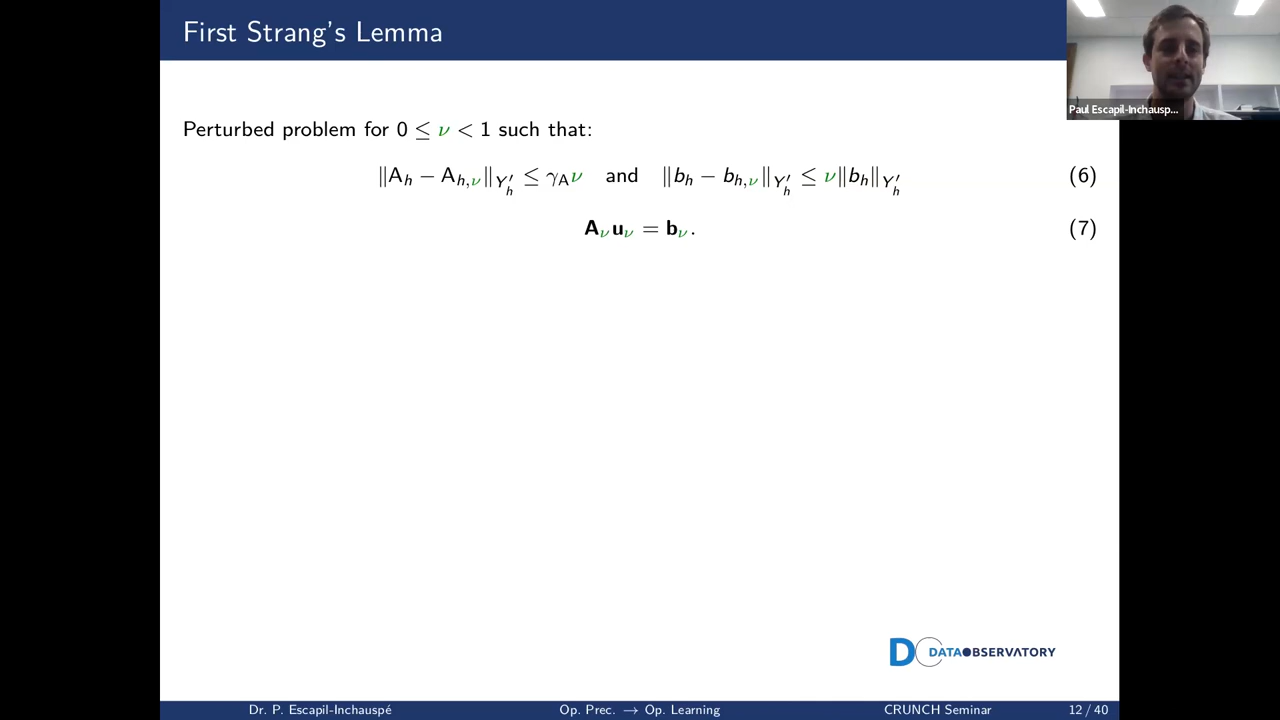 First Strang's Lemma
Paul Escapil-Inchausp...
Perturbed problem for 0 ≤ ν < 1 such that:
‖A_h − A_{h,ν}‖_{Y'_h} ≤ γ_A ν and ‖b_h − b_{h,ν}‖_{Y'_h} ≤ ν‖b_h‖_{Y'_h} (6)
A_ν u_ν = b_ν. (7)
DO DATAOBSERVATORY
Dr. P. Escapil-Inchauspé Op. Prec. → Op. Learning CRUNCH Seminar 12 / 40